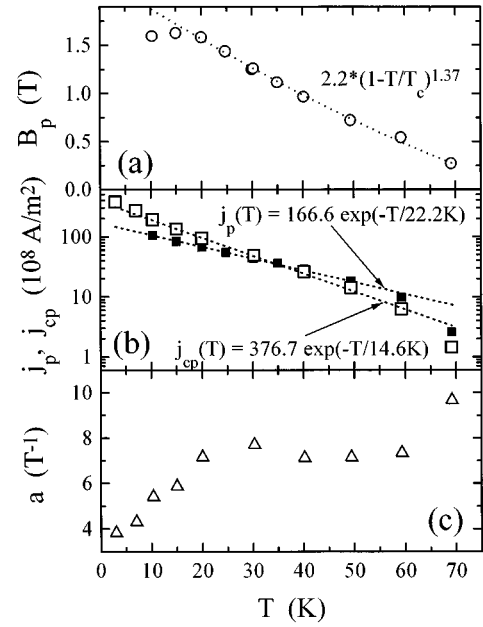 1.5
1.0
0.5
0.0
B_p (T)
2.2*(1-T/T_c)^1.37
(a)
100
10
1
j_p, j_cp (10^8 A/m^2)
j_p(T) = 166.6 exp(-T/22.2K)
j_cp(T) = 376.7 exp(-T/14.6K)
(b)
10
8
6
4
a (T^-1)
(c)
0 10 20 30 40 50 60 70 80
T (K)